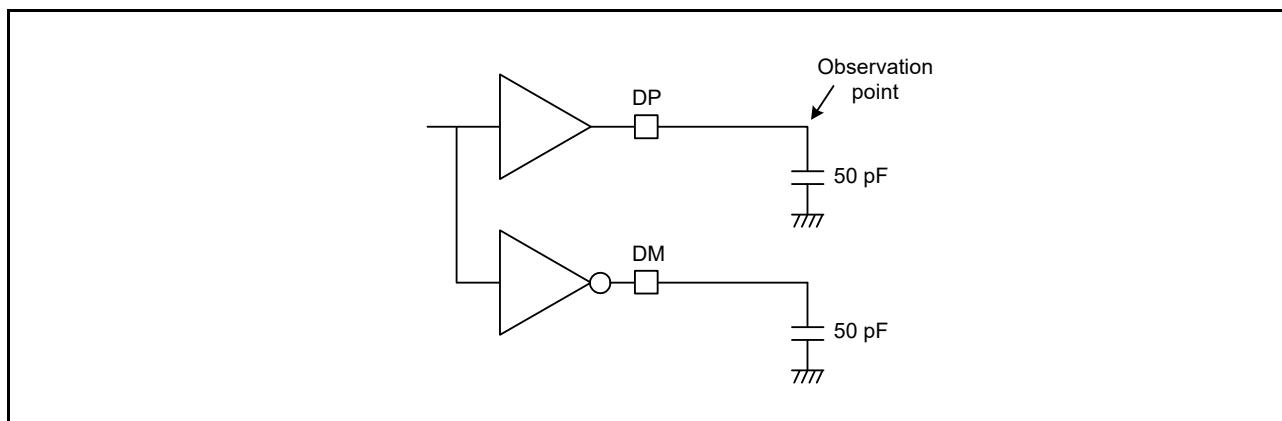 Observation
point
DP
50 pF
DM
50 pF